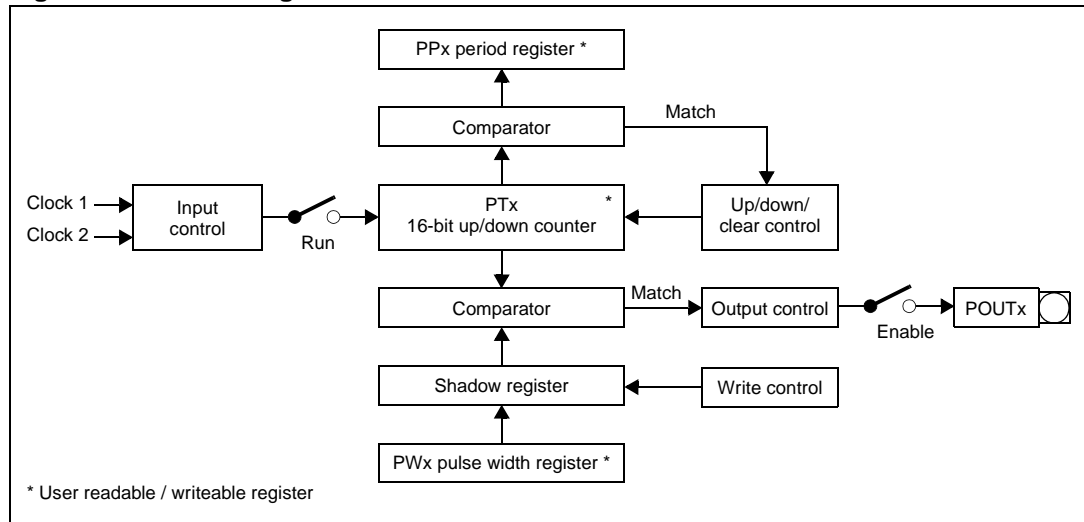 PPx period register *
Comparator
Match
Clock 1
Clock 2
Input
control
Run
PTx *
16-bit up/down counter
Up/down/
clear control
Comparator
Match
Output control
Enable
POUTx
Shadow register
Write control
PWx pulse width register *
* User readable / writeable register